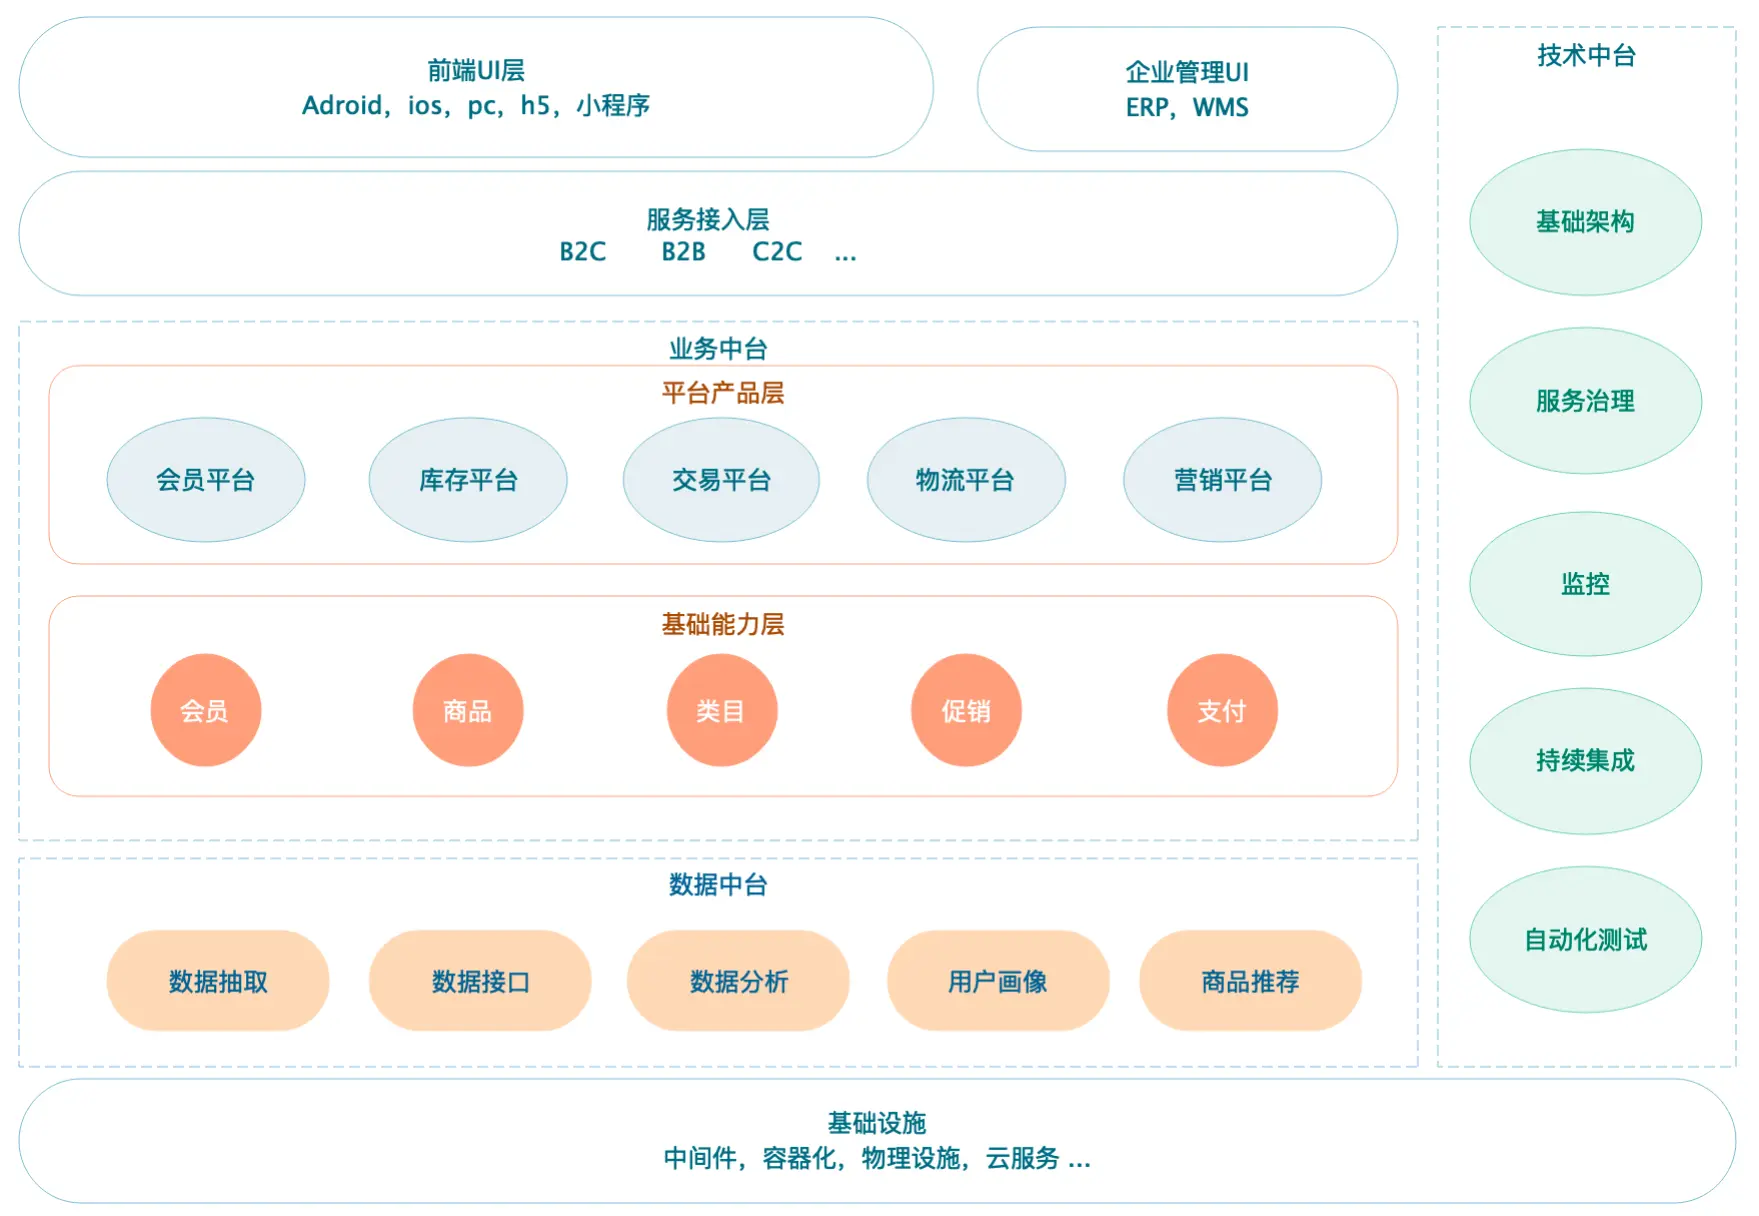 前端UI层
Adroid，ios，pc，h5，小程序
企业管理UI
ERP，WMS
服务接入层
B2C B2B C2C ...
业务中台
平台产品层
会员平台 库存平台 交易平台 物流平台 营销平台
基础能力层
会员 商品 类目 促销 支付
数据中台
数据抽取 数据接口 数据分析 用户画像 商品推荐
技术中台
基础架构
服务治理
监控
持续集成
自动化测试
基础设施
中间件，容器化，物理设施，云服务 ...